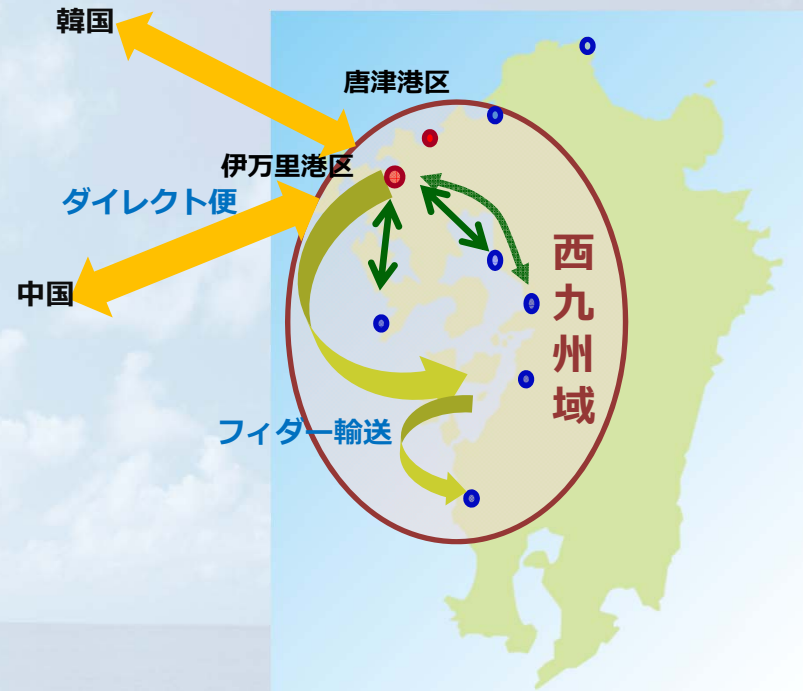 韓国
唐津港区
伊万里港区
ダイレクト便
中国
西九州域
フィダー輸送